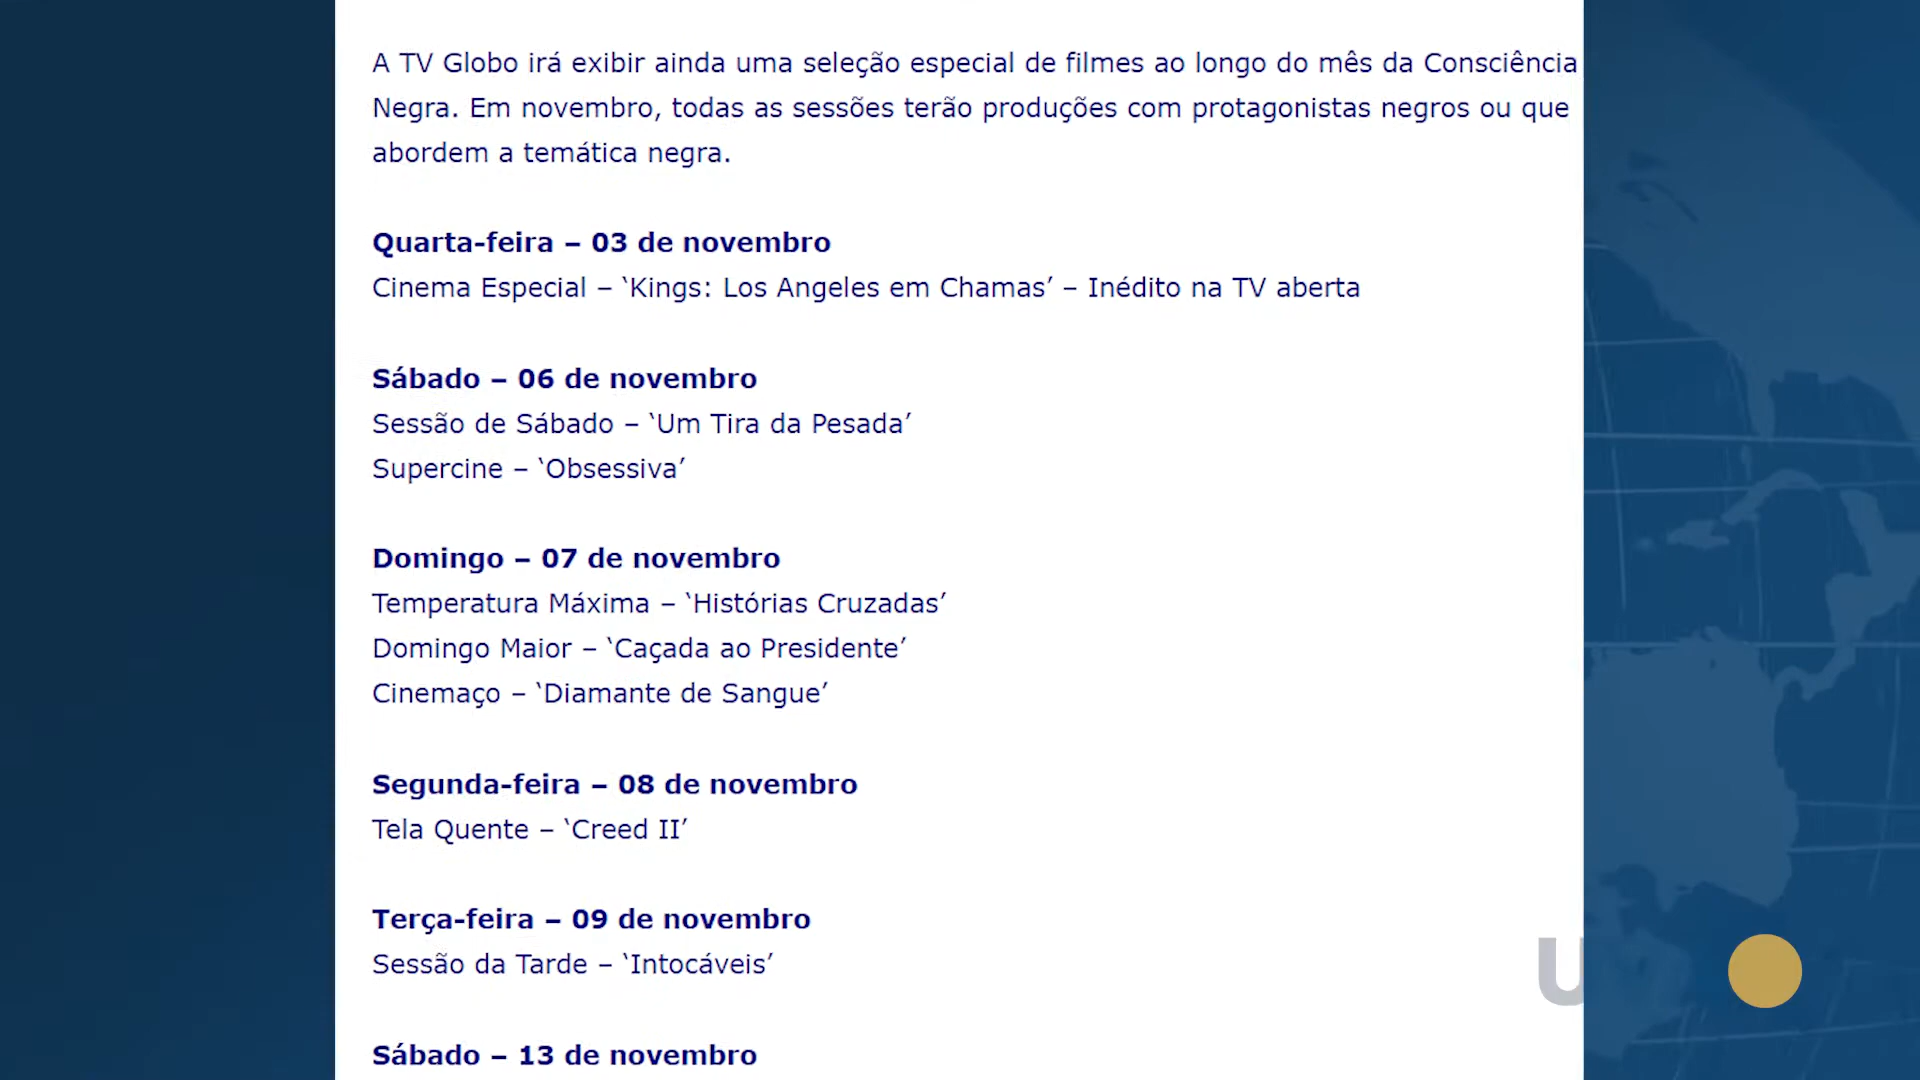 A TV Globo irá exibir ainda uma seleção especial de filmes ao longo do mês da Consciência
Negra. Em novembro, todas as sessões terão produções com protagonistas negros ou que
abordem a temática negra.
Quarta-feira – 03 de novembro
Cinema Especial – ‘Kings: Los Angeles em Chamas’ – Inédito na TV aberta
Sábado – 06 de novembro
Sessão de Sábado – ‘Um Tira da Pesada’
Supercine – ‘Obsessiva’
Domingo – 07 de novembro
Temperatura Máxima – ‘Histórias Cruzadas’
Domingo Maior – ‘Caçada ao Presidente’
Cinemaço – ‘Diamante de Sangue’
Segunda-feira – 08 de novembro
Tela Quente – ‘Creed II’
Terça-feira – 09 de novembro
Sessão da Tarde – ‘Intocáveis’
Sábado – 13 de novembro